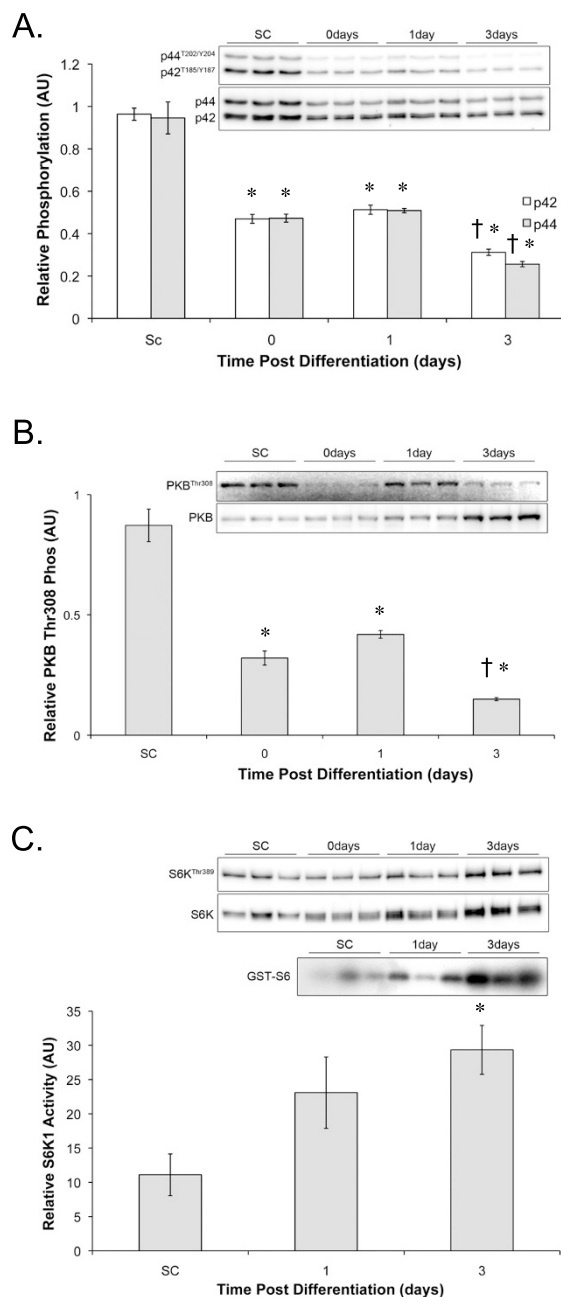 A.
SC 0days 1day 3days
p44T202/Y204
p42T185/Y187
p44
p42
Relative Phosphorylation (AU)
1.2
1
0.8
0.6
0.4
0.2
0
* * * * † * † *
p42
p44
Sc 0 1 3
Time Post Differentiation (days)
B.
SC 0days 1day 3days
PKBThr308
PKB
Relative PKB Thr308 Phos (AU)
1
0.5
0
* * † *
SC 0 1 3
Time Post Differentiation (days)
C.
SC 0days 1day 3days
S6KThr389
S6K
SC 1day 3days
GST-S6
Relative S6K1 Activity (AU)
35
30
25
20
15
10
5
0
*
SC 1 3
Time Post Differentiation (days)